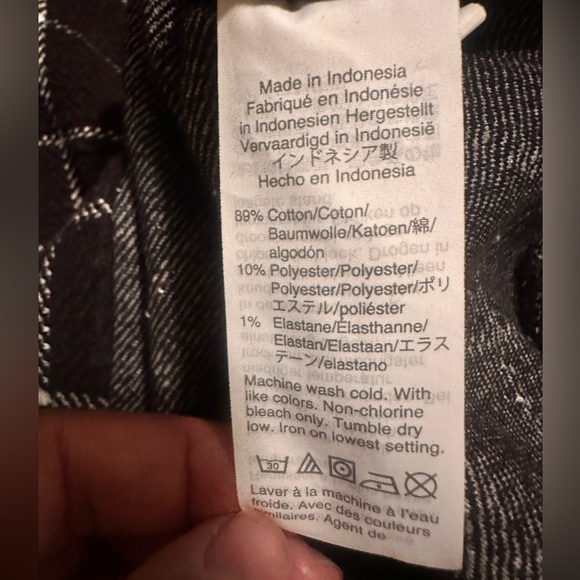 Made in Indonesia
Fabriqué en Indonésie
in Indonesien Hergestellt
Vervaardigd in Indonesië
インドネシア製
Hecho en Indonesia
89% Cotton/Coton/
Baumwolle/Katoen/綿/
algodón
10% Polyester/Polyester/
Polyester/Polyester/ポリ
エステル/poliéster
1% Elastane/Élasthanne/
Elastan/Elastaan/エラス
テーン/elastano
Machine wash cold. With
like colors. Non-chlorine
bleach only. Tumble dry
low. Iron on lowest setting.
30
Laver à la machine à l'eau
froide. Avec des couleurs
similaires. Agent de